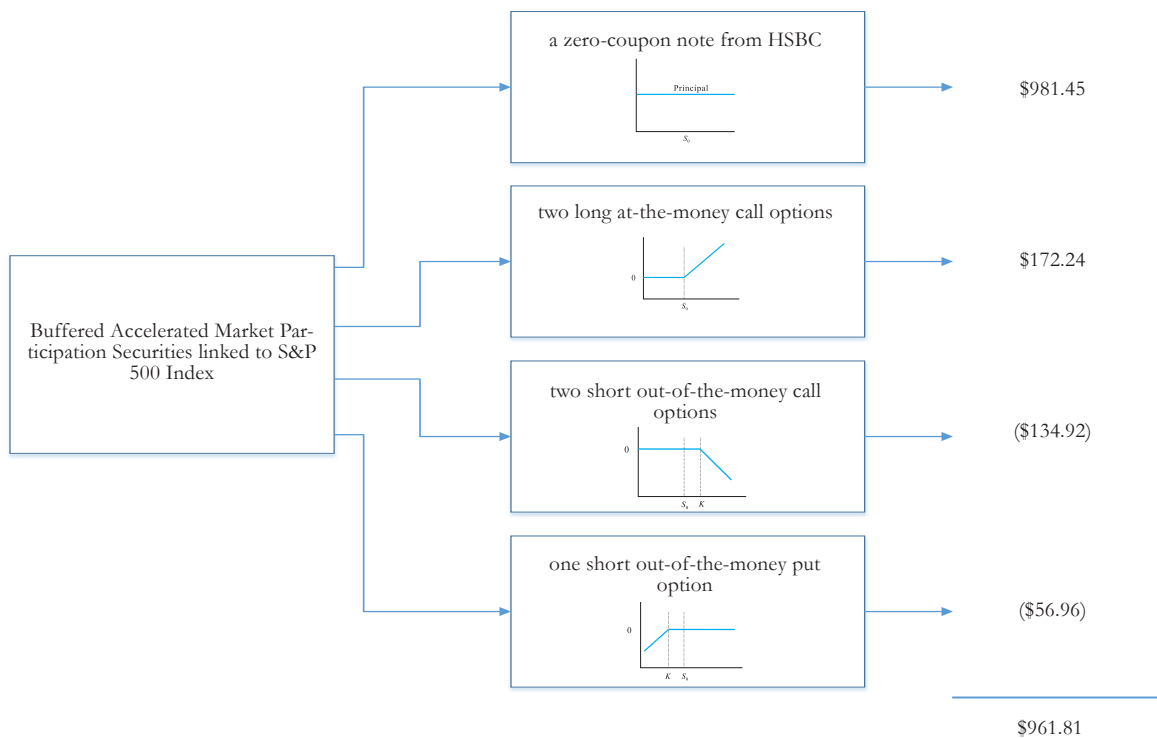 a zero-coupon note from HSBC
Principal
S₀
$981.45
two long at-the-money call options
0
S₀
$172.24
Buffered Accelerated Market Par-
ticipation Securities linked to S&P
500 Index
two short out-of-the-money call
options
0
S₀ K
($134.92)
one short out-of-the-money put
option
0
K S₀
($56.96)
$961.81